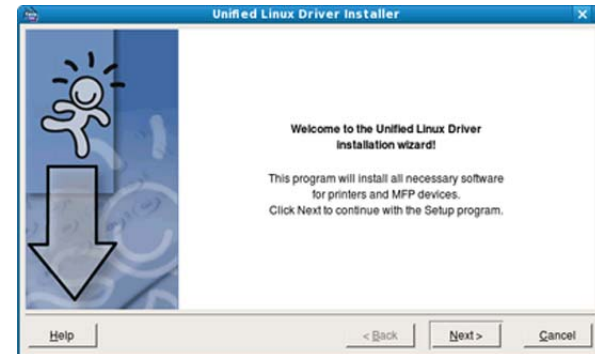 Unified Linux Driver Installer
Welcome to the Unified Linux Driver
installation wizard!
This program will install all necessary software
for printers and MFP devices.
Click Next to continue with the Setup program.
Help
< Back
Next >
Cancel